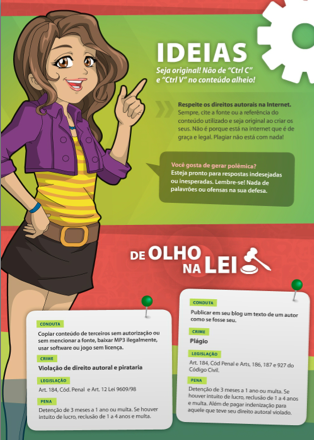 IDEIAS
Seja original! Não de "Ctrl C"
e "Ctrl V" no conteúdo alheio!
Respeite os direitos autorais na Internet.
Sempre, cite a fonte ou a referência do
conteúdo utilizado e seja original ao criar os
seus. Não é porque está na internet que é de
graça e legal. Plagiar não está com nada!
Você gosta de gerar polêmica?
Esteja pronto para respostas indesejadas
ou inesperadas. Lembre-se! Nada de
palavrões ou ofensas na sua defesa.
DE OLHO
NA LEI
CONDUTA
Copiar conteúdo de terceiros sem autorização ou
sem mencionar a fonte, baixar MP3 ilegalmente,
usar software ou jogo sem licença.
CRIME
Violação de direito autoral e pirataria
LEGISLAÇÃO
Art. 184, Cód. Penal e Art. 12 Lei 9609/98
PENA
Detenção de 3 meses a 1 ano ou multa. Se houver
intuito de lucro, reclusão de 1 a 4 anos e multa.
CONDUTA
Publicar em seu blog um texto de um autor
como se fosse seu.
CRIME
Plágio
LEGISLAÇÃO
Art. 184, Cód Penal e Arts, 186, 187 e 927 do
Código Civil.
PENA
Detenção de 3 meses a 1 ano ou multa. Se houver
intuito de lucro, reclusão de 1 a 4 anos
e multa. Além de pagar indenização para
aquele que teve seu direito autoral violado.